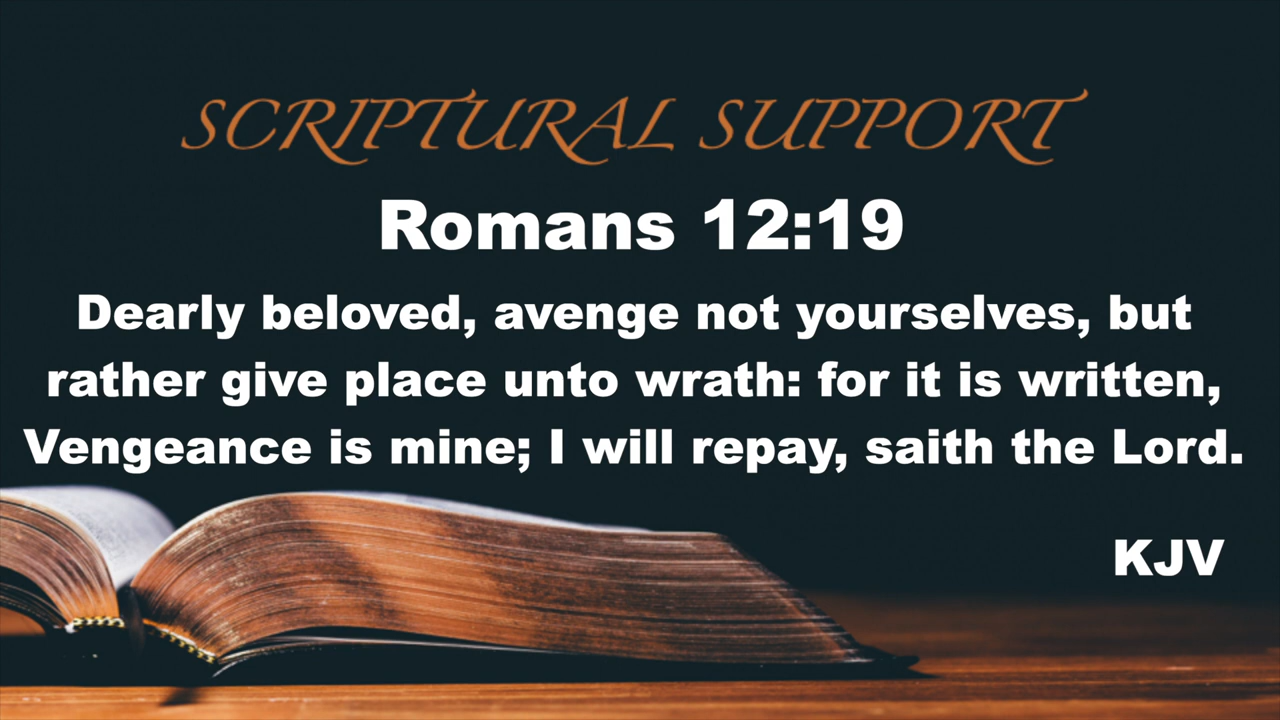 SCRIPTURAL SUPPORT
Romans 12:19
Dearly beloved, avenge not yourselves, but
rather give place unto wrath: for it is written,
Vengeance is mine; I will repay, saith the Lord.
KJV